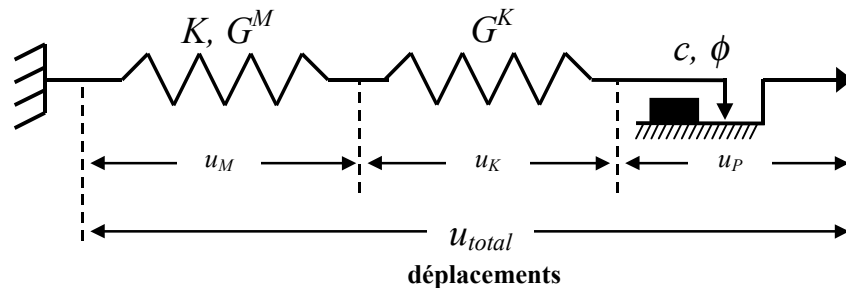 K, G^M
G^K
c, ϕ
u_M
u_K
u_P
u_total
déplacements